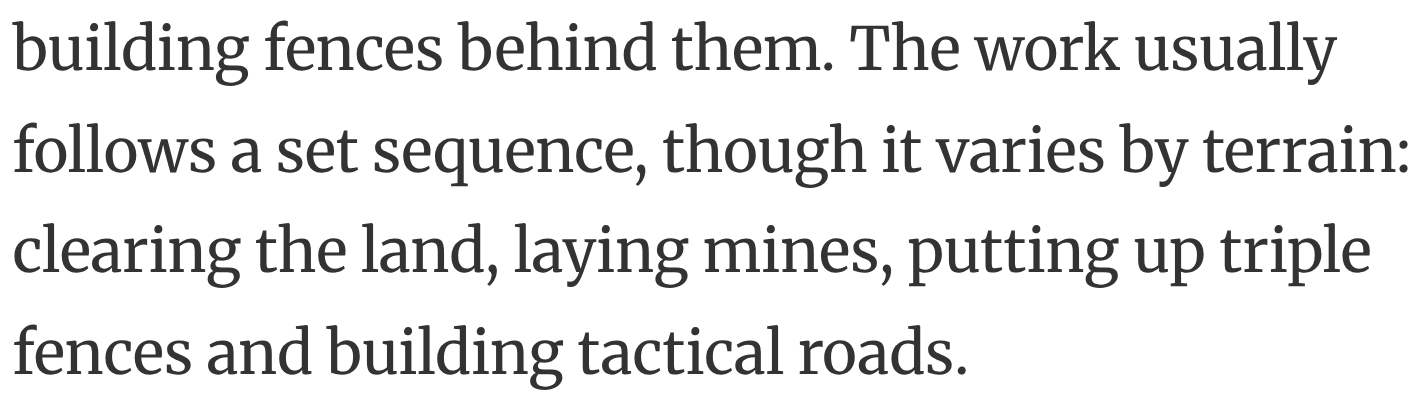 building fences behind them. The work usually
follows a set sequence, though it varies by terrain:
clearing the land, laying mines, putting up triple
fences and building tactical roads.